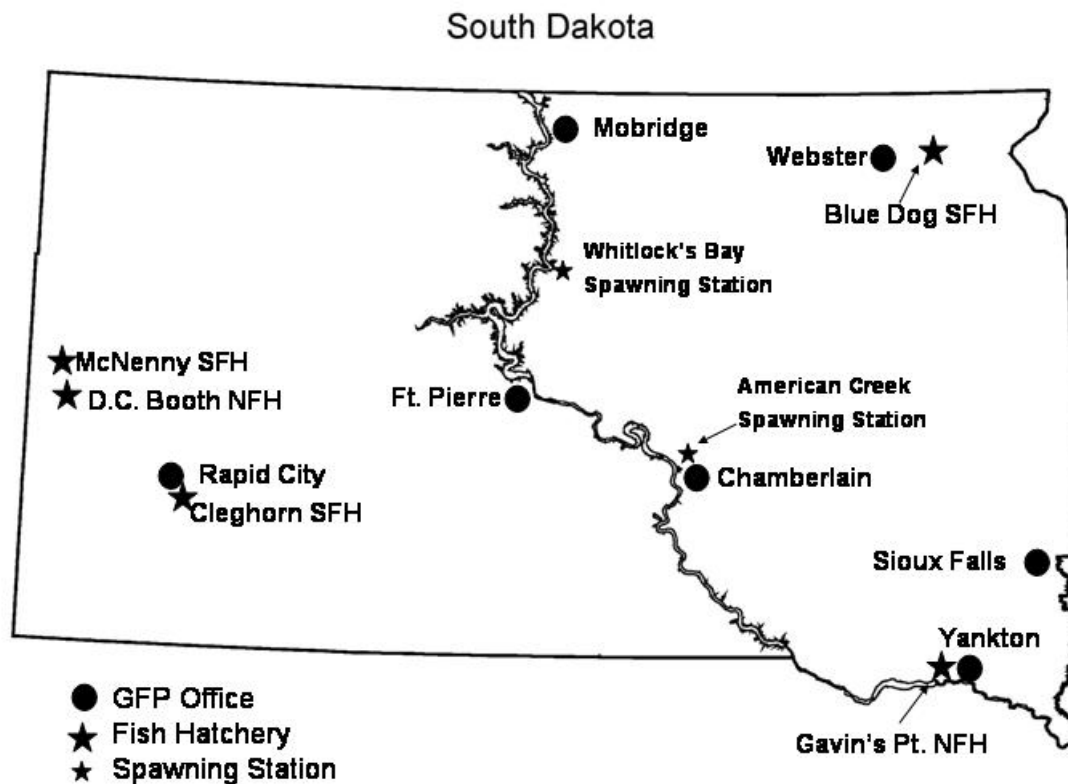 South Dakota
Mobridge
Webster
Blue Dog SFH
Whitlock's Bay
Spawning Station
McNenny SFH
D.C. Booth NFH
Ft. Pierre
American Creek
Spawning Station
Rapid City
Cleghorn SFH
Chamberlain
Sioux Falls
Yankton
Gavin's Pt. NFH
GFP Office
Fish Hatchery
Spawning Station